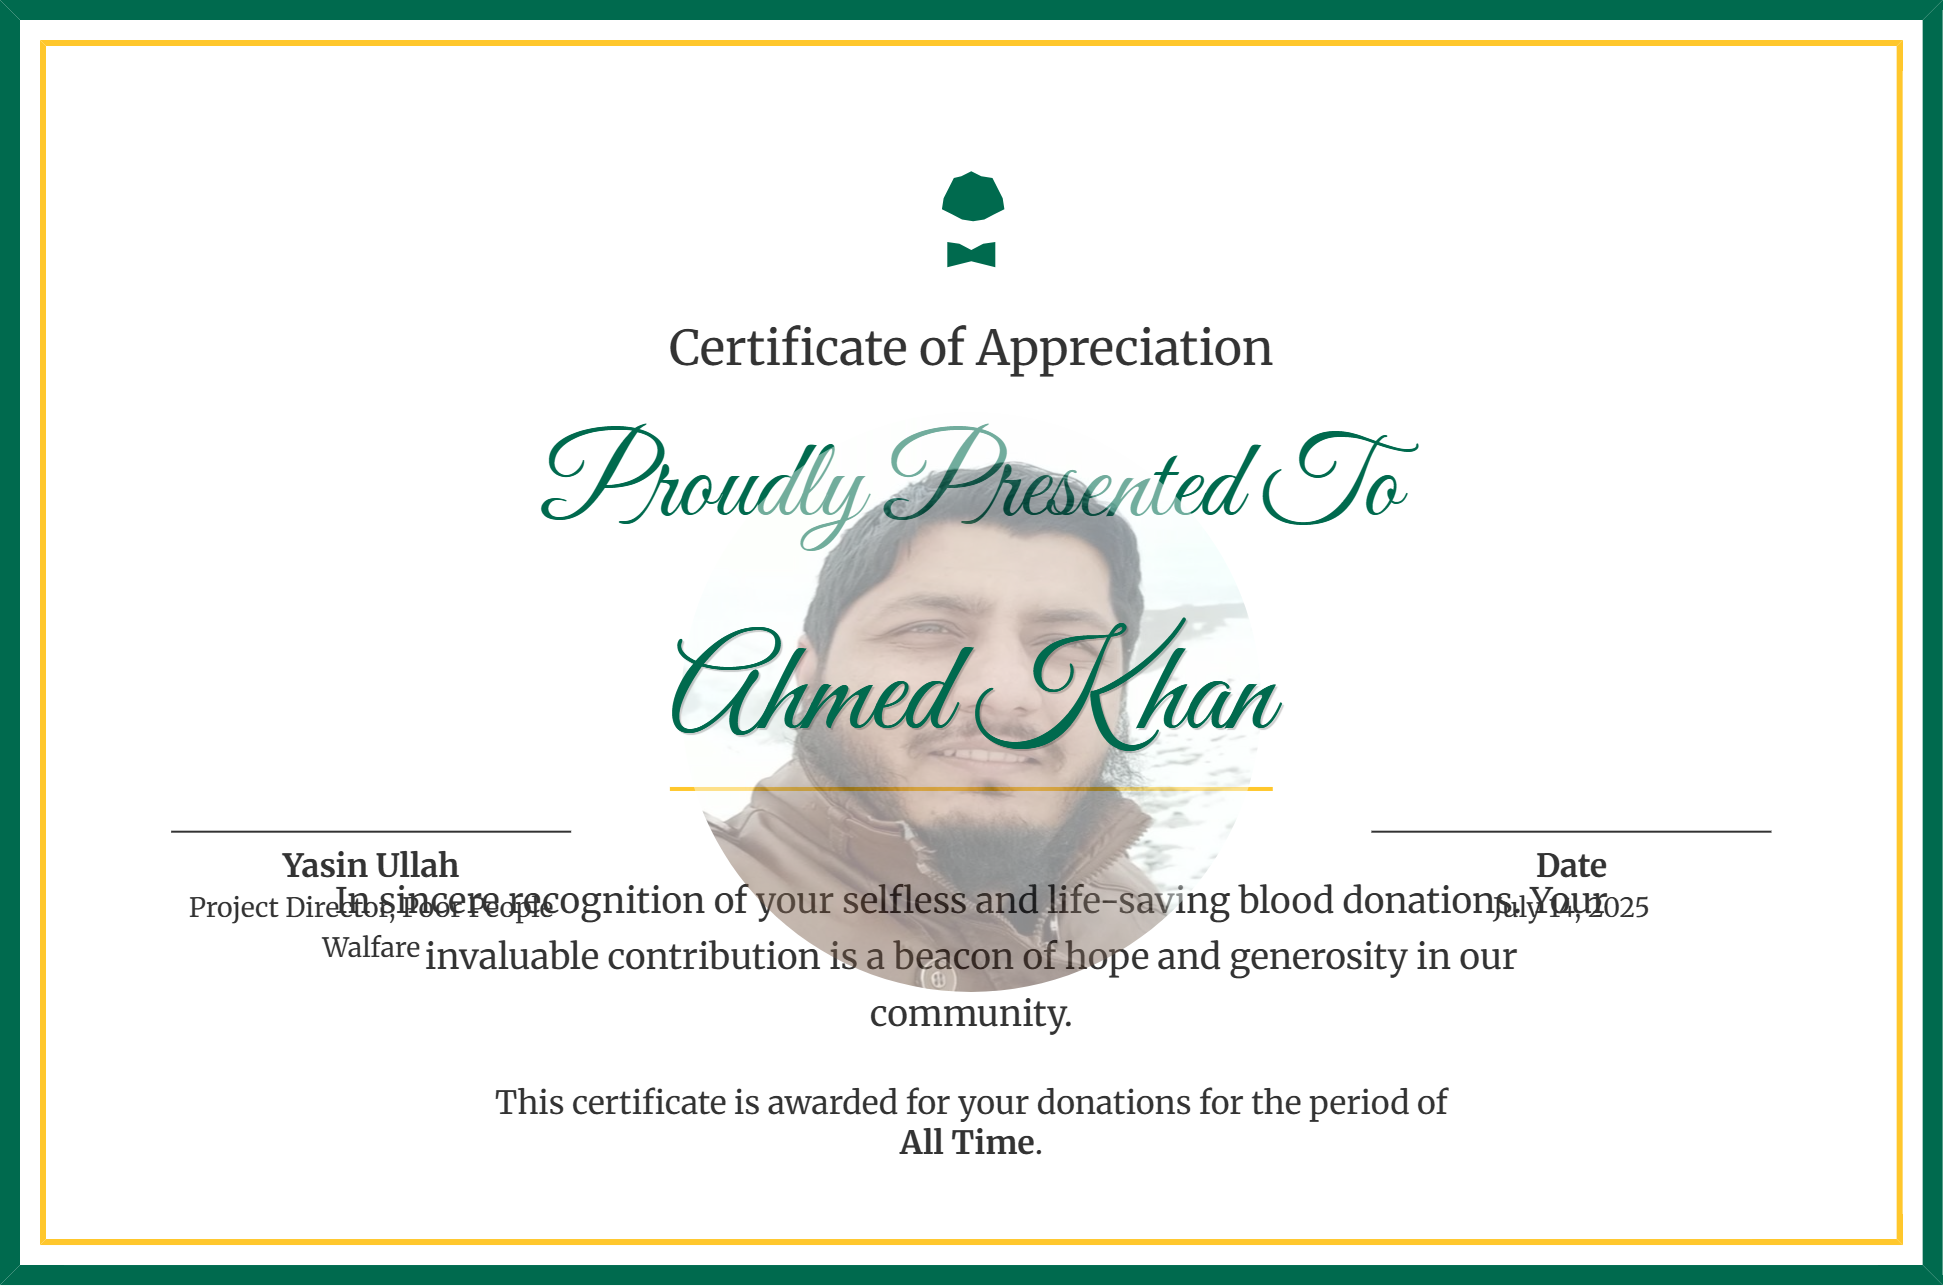 Certificate of Appreciation
Proudly Presented To
Ahmed Khan
Yasin Ullah
Project Director, Poor People
Walfare
Date
July 14, 2025
In sincere recognition of your selfless and life-saving blood donations. Your
invaluable contribution is a beacon of hope and generosity in our
community.
This certificate is awarded for your donations for the period of
All Time.